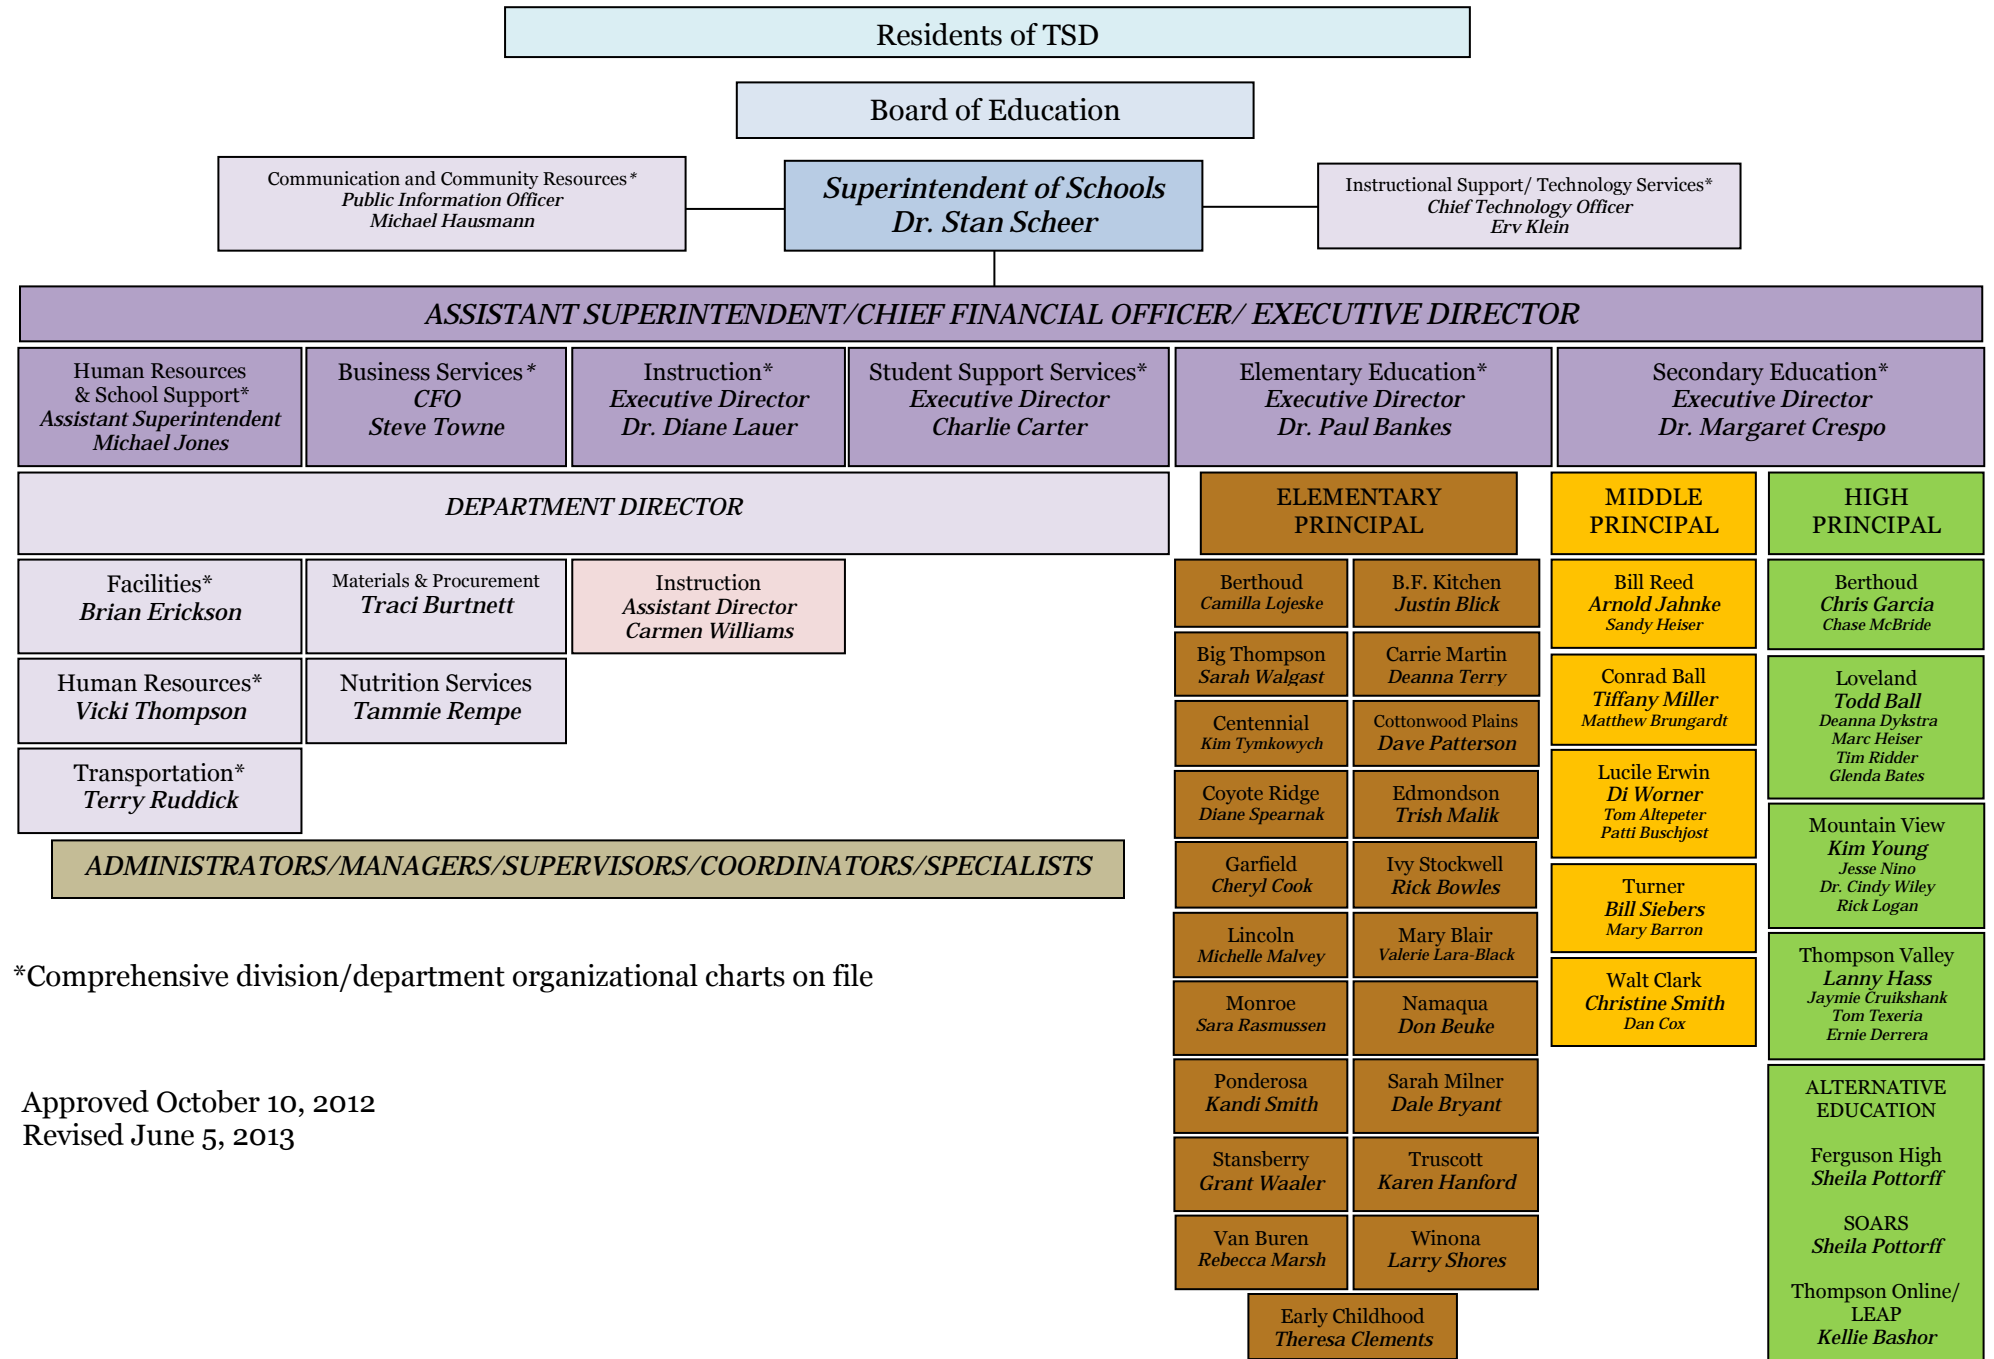 Residents of TSD
Board of Education
Communication and Community Resources*
Public Information Officer
Michael Hausmann
Superintendent of Schools
Dr. Stan Scheer
Instructional Support/ Technology Services*
Chief Technology Officer
Erv Klein
ASSISTANT SUPERINTENDENT/CHIEF FINANCIAL OFFICER/ EXECUTIVE DIRECTOR
Human Resources
& School Support*
Assistant Superintendent
Michael Jones
Business Services*
CFO
Steve Towne
Instruction*
Executive Director
Dr. Diane Lauer
Student Support Services*
Executive Director
Charlie Carter
Elementary Education*
Executive Director
Dr. Paul Bankes
Secondary Education*
Executive Director
Dr. Margaret Crespo
DEPARTMENT DIRECTOR
Facilities*
Brian Erickson
Materials & Procurement
Traci Burtnett
Instruction
Assistant Director
Carmen Williams
Human Resources*
Vicki Thompson
Nutrition Services
Tammie Rempe
Transportation*
Terry Ruddick
ADMINISTRATORS/MANAGERS/SUPERVISORS/COORDINATORS/SPECIALISTS
*Comprehensive division/department organizational charts on file
Approved October 10, 2012
Revised June 5, 2013
ELEMENTARY
PRINCIPAL
Berthoud
Camilla Lojeske
B.F. Kitchen
Justin Blick
Big Thompson
Sarah Walgast
Carrie Martin
Deanna Terry
Centennial
Kim Tymkowych
Cottonwood Plains
Dave Patterson
Coyote Ridge
Diane Spearnak
Edmondson
Trish Malik
Garfield
Cheryl Cook
Ivy Stockwell
Rick Bowles
Lincoln
Michelle Malvey
Mary Blair
Valerie Lara-Black
Monroe
Sara Rasmussen
Namaqua
Don Beuke
Ponderosa
Kandi Smith
Sarah Milner
Dale Bryant
Stansberry
Grant Waaler
Truscott
Karen Hanford
Van Buren
Rebecca Marsh
Winona
Larry Shores
Early Childhood
Theresa Clements
MIDDLE
PRINCIPAL
Bill Reed
Arnold Jahnke
Sandy Heiser
Conrad Ball
Tiffany Miller
Matthew Brungardt
Lucile Erwin
Di Worner
Tom Altepeter
Patti Buschjost
Turner
Bill Siebers
Mary Barron
Walt Clark
Christine Smith
Dan Cox
HIGH
PRINCIPAL
Berthoud
Chris Garcia
Chase McBride
Loveland
Todd Ball
Deanna Dykstra
Marc Heiser
Tim Ridder
Glenda Bates
Mountain View
Kim Young
Jesse Nino
Dr. Cindy Wiley
Rick Logan
Thompson Valley
Lanny Hass
Jaymie Cruikshank
Tom Texeria
Ernie Derrera
ALTERNATIVE
EDUCATION
Ferguson High
Sheila Pottorff
SOARS
Sheila Pottorff
Thompson Online/
LEAP
Kellie Bashor